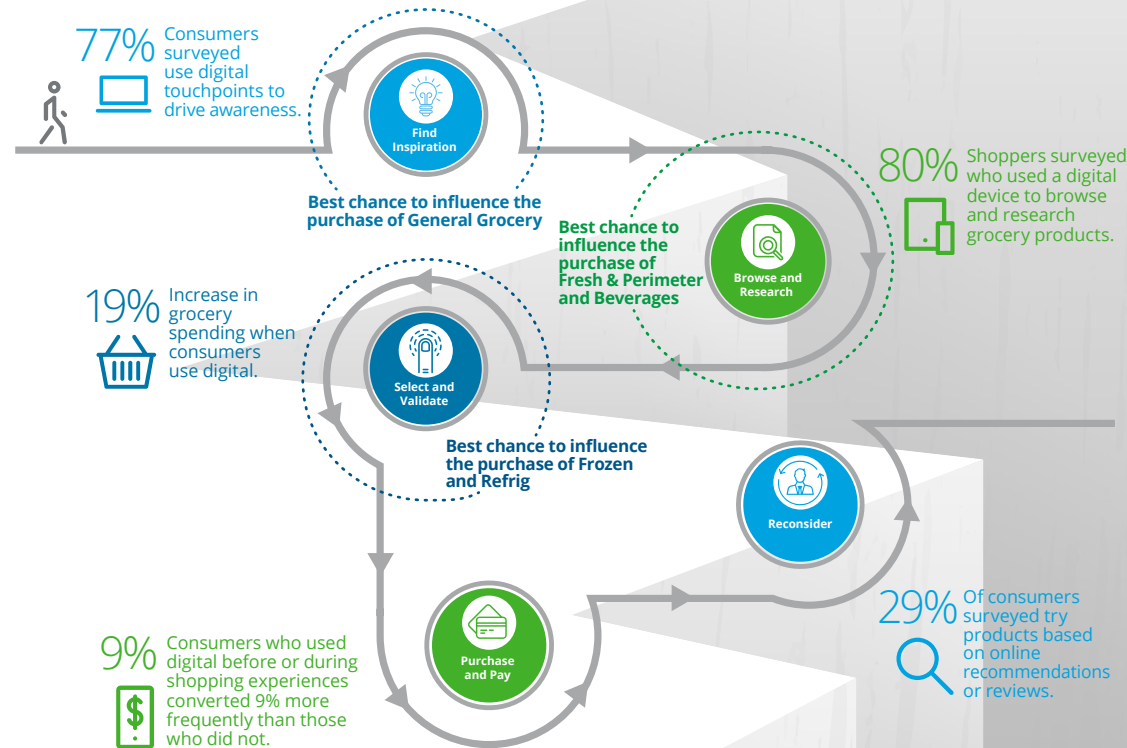 77%
Consumers
surveyed
use digital
touchpoints to
drive awareness.
Find
Inspiration
Best chance to influence the
purchase of General Grocery
80%
Shoppers surveyed
who used a digital
device to browse
and research
grocery products.
Best chance to
influence the
purchase of
Fresh & Perimeter
and Beverages
Browse and
Research
19%
Increase in
grocery
spending when
consumers
use digital.
Select and
Validate
Best chance to influence
the purchase of Frozen
and Refrig
Reconsider
29%
Of consumers
surveyed try
products based
on online
recommendations
or reviews.
9%
Consumers who used
digital before or during
shopping experiences
converted 9% more
frequently than those
who did not.
$
Purchase
and Pay